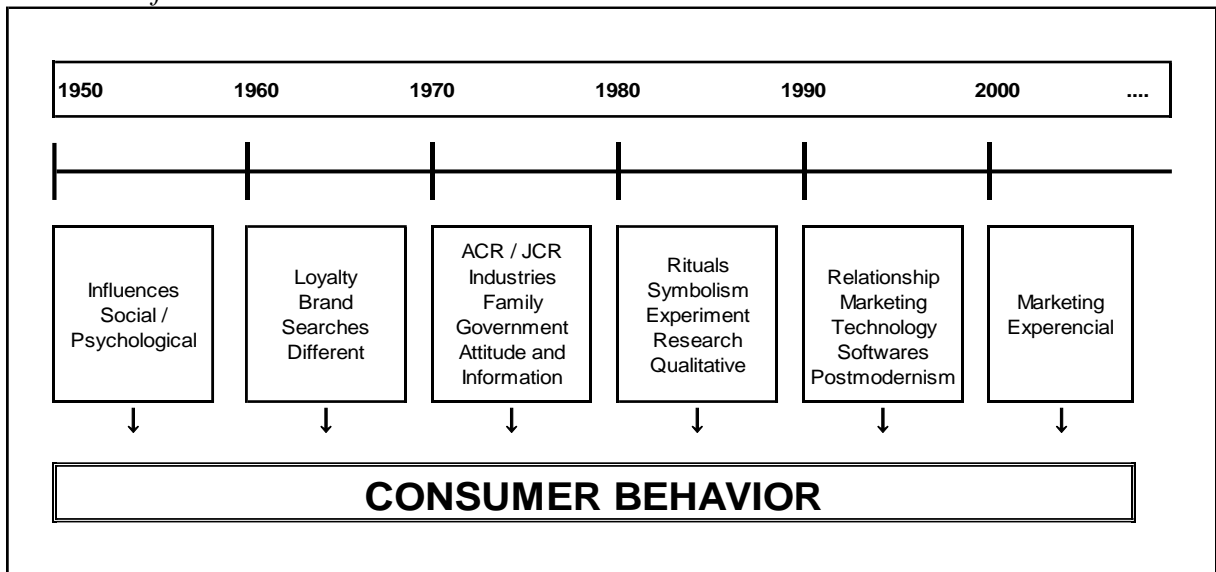 1950 1960 1970 1980 1990 2000 ....
Influences
Social /
Psychological
Loyalty
Brand
Searches
Different
ACR / JCR
Industries
Family
Government
Attitude and
Information
Rituals
Symbolism
Experiment
Research
Qualitative
Relationship
Marketing
Technology
Softwares
Postmodernism
Marketing
Experencial
CONSUMER BEHAVIOR